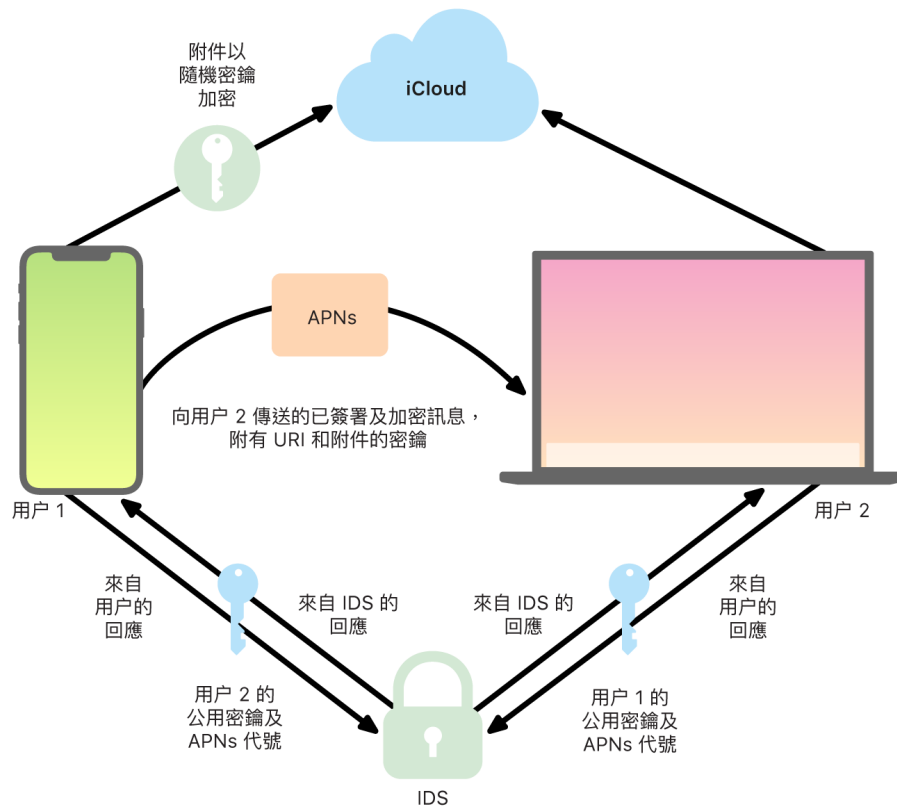 附件以
隨機密鑰
加密
iCloud
APNs
向用户 2 傳送的已簽署及加密訊息，
附有 URI 和附件的密鑰
用户 1
用户 2
來自
用户的
回應
來自 IDS 的
回應
來自 IDS 的
回應
來自
用户的
回應
用户 2 的
公用密鑰及
APNs 代號
用户 1 的
公用密鑰及
APNs 代號
IDS